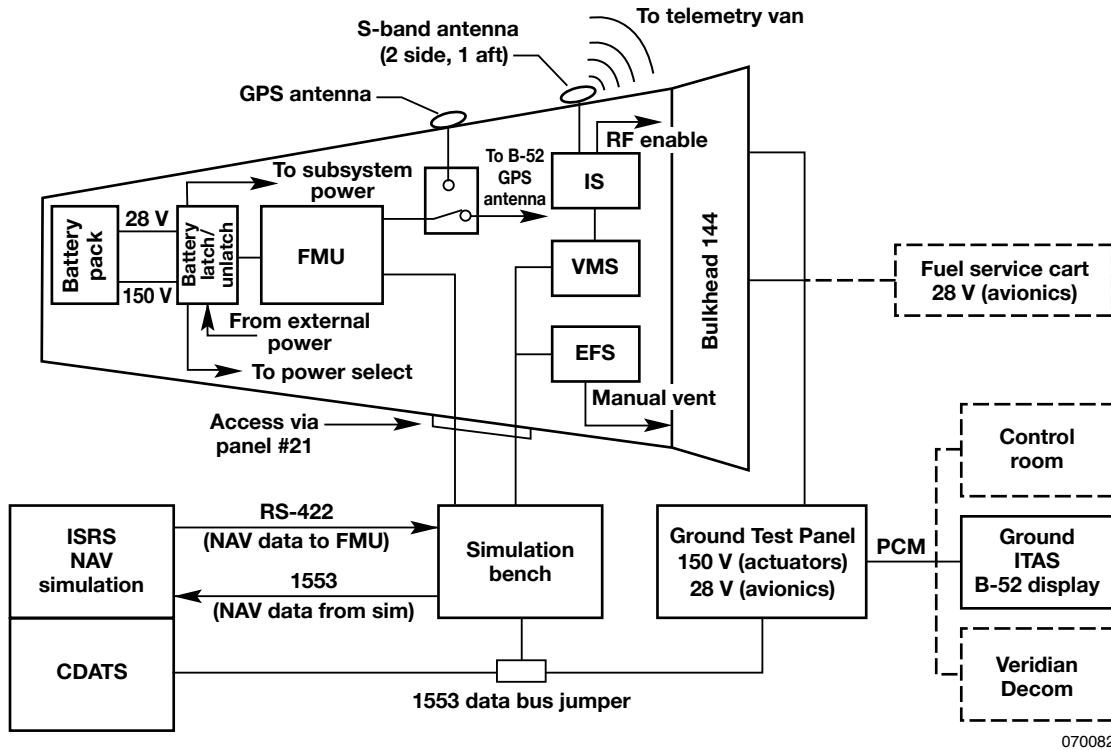 To telemetry van
S-band antenna
(2 side, 1 aft)
GPS antenna
RF enable
To B-52
GPS
antenna
IS
To subsystem
power
28 V
Battery
pack
150 V
Battery
latch/
unlatch
FMU
VMS
Bulkhead 144
Fuel service cart
28 V (avionics)
From external
power
EFS
To power select
Manual vent
Access via
panel #21
Control
room
ISRS
NAV
simulation
RS-422
(NAV data to FMU)
1553
(NAV data from sim)
Simulation
bench
Ground Test Panel
150 V (actuators)
28 V (avionics)
PCM
Ground
ITAS
B-52 display
CDATS
1553 data bus jumper
Veridian
Decom
070082